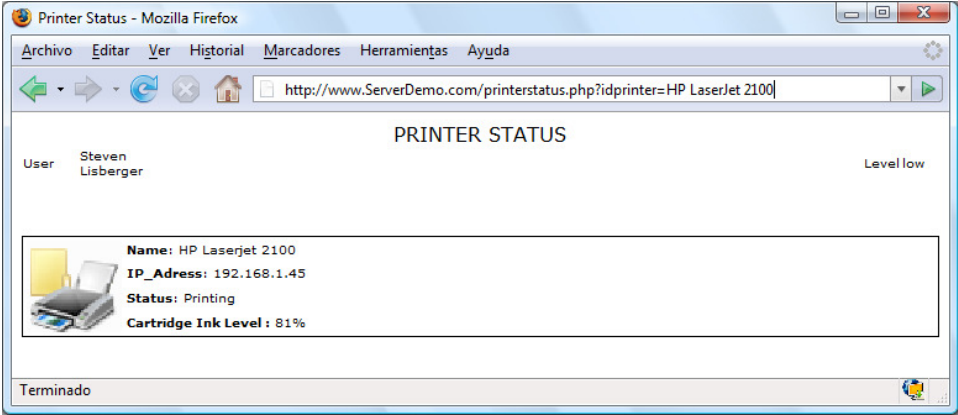 Printer Status - Mozilla Firefox
Archivo Editar Ver Historial Marcadores Herramientas Ayuda
http://www.ServerDemo.com/printerstatus.php?idprinter=HP LaserJet 2100
PRINTER STATUS
User Steven Lisberger Level low
Name: HP Laserjet 2100
IP_Adress: 192.168.1.45
Status: Printing
Cartridge Ink Level : 81%
Terminado